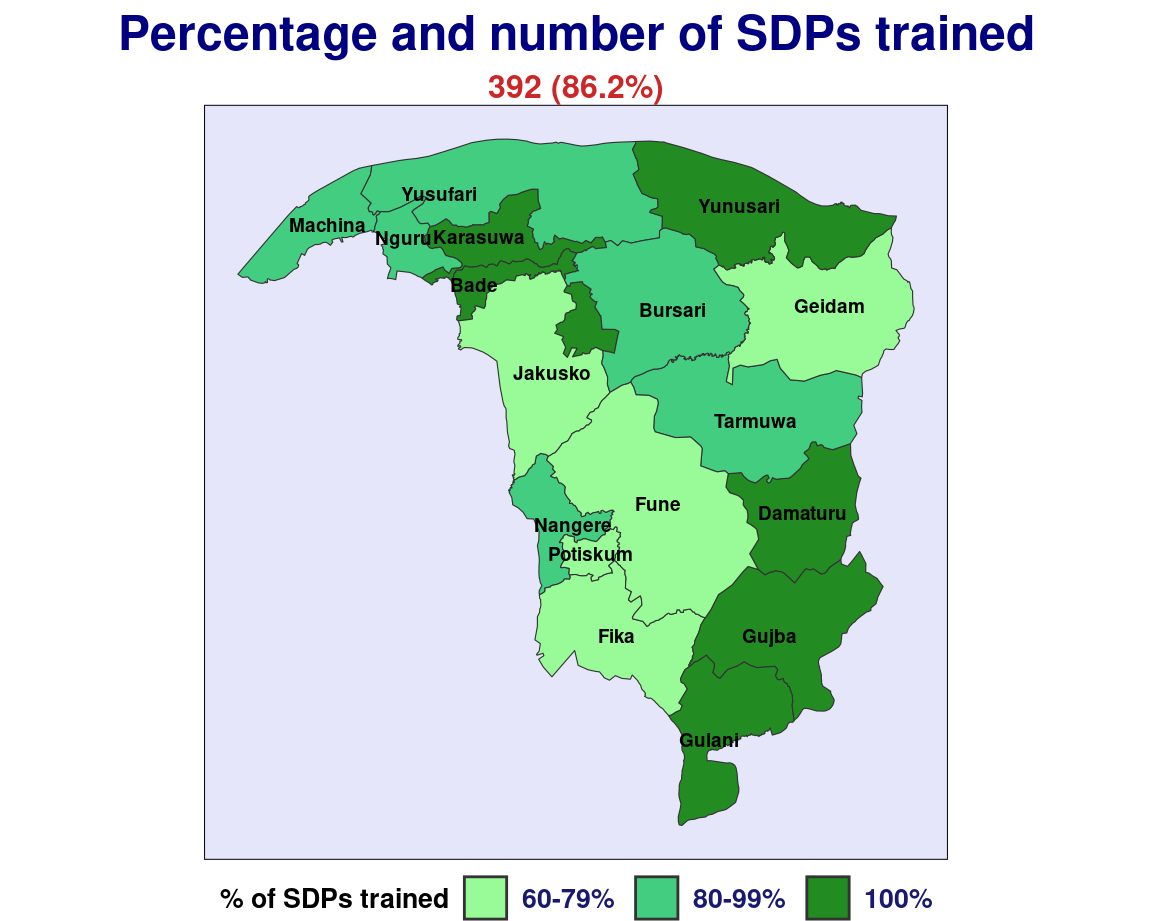 Percentage and number of SDPs trained
392 (86.2%)
Yusufari
Yunusari
Machina
Nguru
Karasuwa
Bade
Geidam
Bursari
Jakusko
Tarmuwa
Fune
Damaturu
Nangere
Potiskum
Fika
Gujba
Gulani
% of SDPs trained 60-79% 80-99% 100%